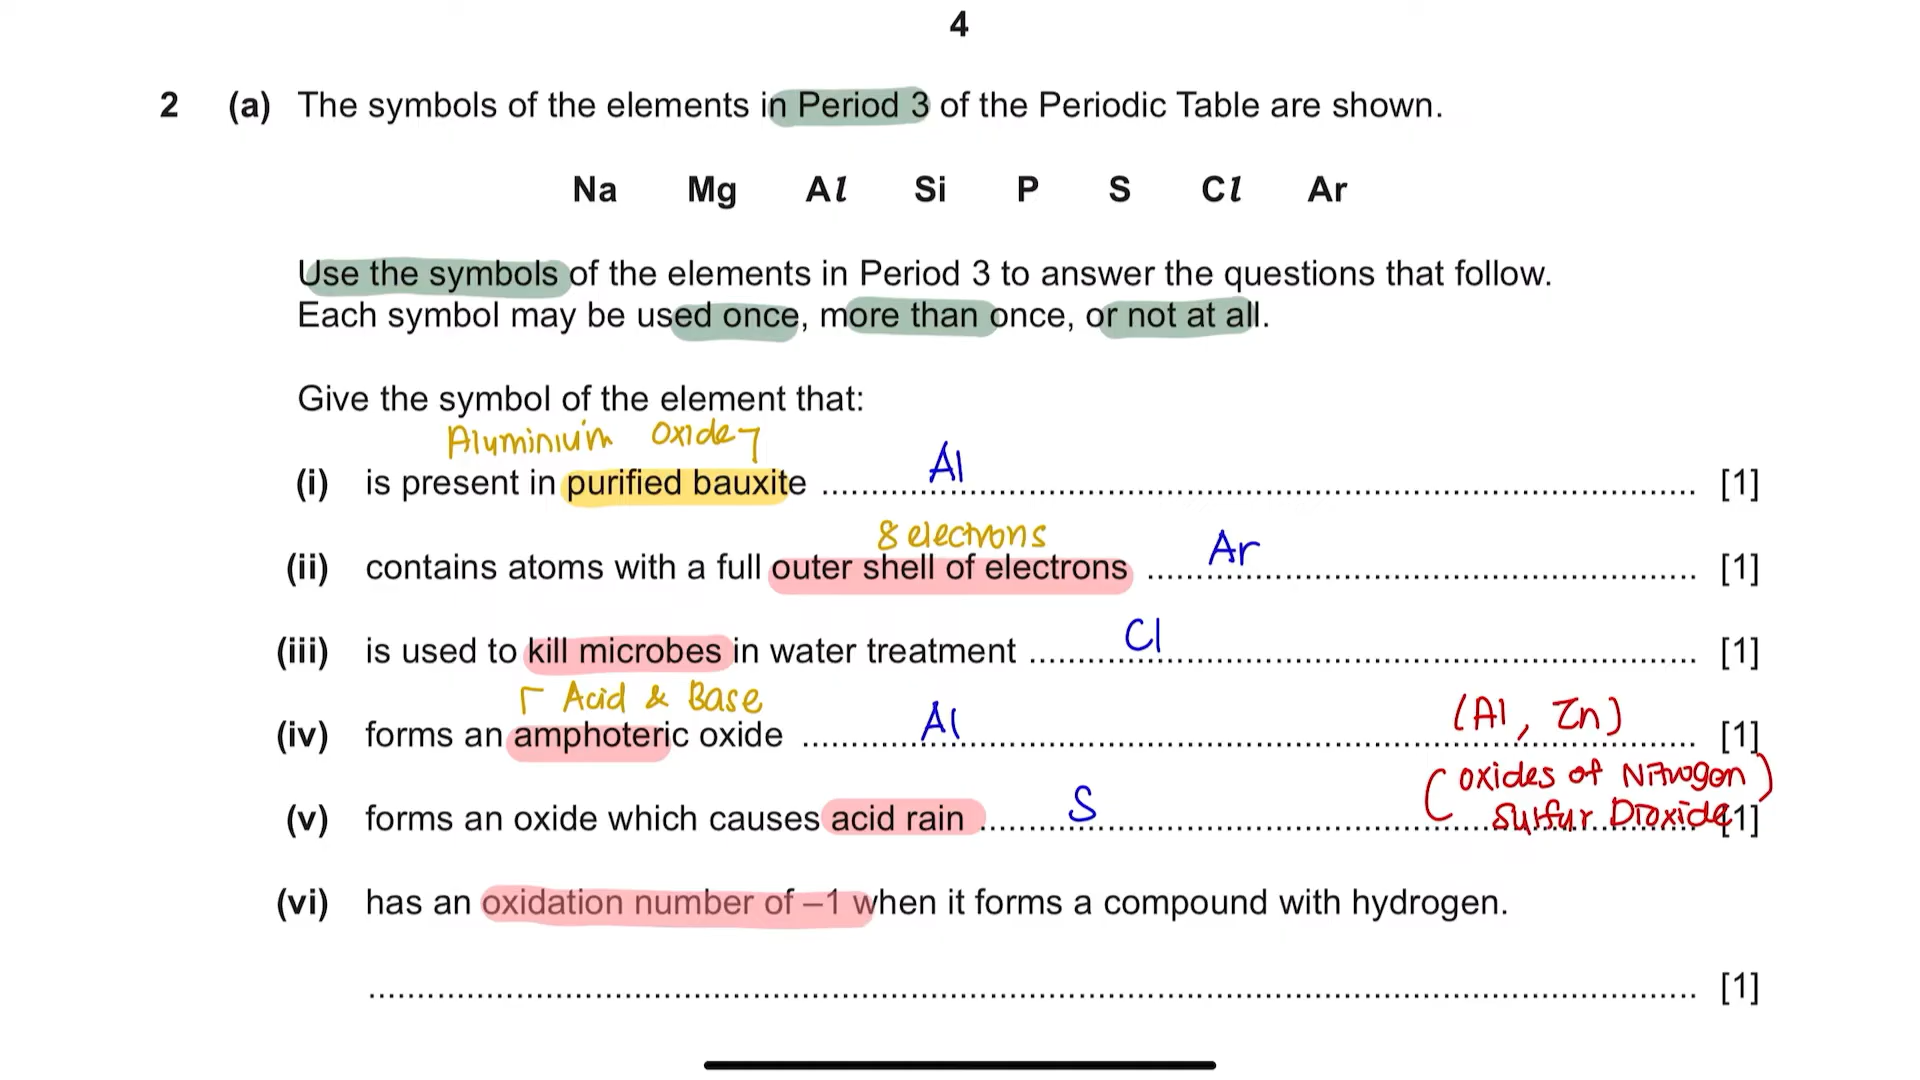 4
2 (a) The symbols of the elements in Period 3 of the Periodic Table are shown.
Na Mg Al Si P S Cl Ar
Use the symbols of the elements in Period 3 to answer the questions that follow.
Each symbol may be used once, more than once, or not at all.
Give the symbol of the element that:
Aluminium Oxide
(i) is present in purified bauxite ........ Al ........ [1]
8 electrons
(ii) contains atoms with a full outer shell of electrons ........ Ar ........ [1]
(iii) is used to kill microbes in water treatment ........ Cl ........ [1]
Acid & Base
(iv) forms an amphoteric oxide ........ Al ........ (Al, Zn) [1]
(oxides of Nitrogen)
(v) forms an oxide which causes acid rain ........ S ........ Sulfur Dioxide [1]
(vi) has an oxidation number of –1 when it forms a compound with hydrogen.
........ [1]